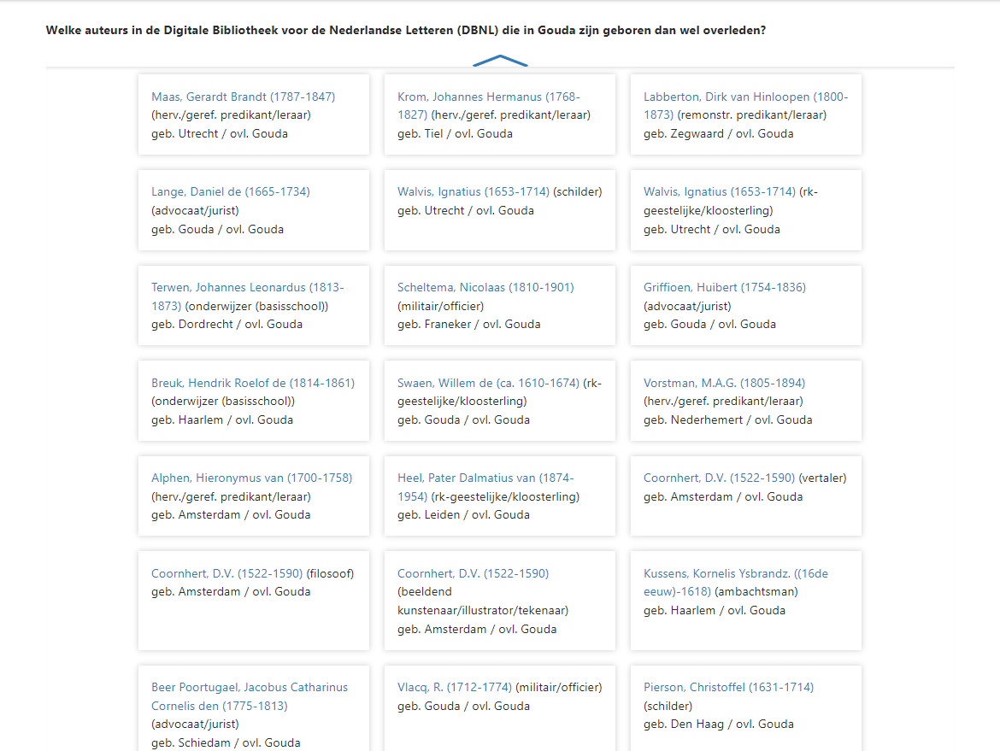 Welke auteurs in de Digitale Bibliotheek voor de Nederlandse Letteren (DBNL) die in Gouda zijn geboren dan wel overleden?
Maas, Gerardt Brandt (1787-1847)
(herv./geref. predikant/leraar)
geb. Utrecht / ovl. Gouda
Krom, Johannes Hermanus (1768-
1827) (herv./geref. predikant/leraar)
geb. Tiel / ovl. Gouda
Labberton, Dirk van Hinloopen (1800-
1873) (remonstr. predikant/leraar)
geb. Zegwaard / ovl. Gouda
Lange, Daniel de (1665-1734)
(advocaat/jurist)
geb. Gouda / ovl. Gouda
Walvis, Ignatius (1653-1714) (schilder)
geb. Utrecht / ovl. Gouda
Walvis, Ignatius (1653-1714) (rk-
geestelijke/kloosterling)
geb. Utrecht / ovl. Gouda
Terwen, Johannes Leonardus (1813-
1873) (onderwijzer (basisschool))
geb. Dordrecht / ovl. Gouda
Scheltema, Nicolaas (1810-1901)
(militair/officier)
geb. Franeker / ovl. Gouda
Griffioen, Huibert (1754-1836)
(advocaat/jurist)
geb. Gouda / ovl. Gouda
Breuk, Hendrik Roelof de (1814-1861)
(onderwijzer (basisschool))
geb. Haarlem / ovl. Gouda
Swaen, Willem de (ca. 1610-1674) (rk-
geestelijke/kloosterling)
geb. Gouda / ovl. Gouda
Vorstman, M.A.G. (1805-1894)
(herv./geref. predikant/leraar)
geb. Nederhemert / ovl. Gouda
Alphen, Hieronymus van (1700-1758)
(herv./geref. predikant/leraar)
geb. Amsterdam / ovl. Gouda
Heel, Pater Dalmatius van (1874-
1954) (rk-geestelijke/kloosterling)
geb. Leiden / ovl. Gouda
Coornhert, D.V. (1522-1590) (vertaler)
geb. Amsterdam / ovl. Gouda
Coornhert, D.V. (1522-1590) (filosoof)
geb. Amsterdam / ovl. Gouda
Coornhert, D.V. (1522-1590)
(beeldend
kunstenaar/illustrator/tekenaar)
geb. Amsterdam / ovl. Gouda
Kussens, Kornelis Ysbrandz. ((16de
eeuw)-1618) (ambachtsman)
geb. Haarlem / ovl. Gouda
Beer Poortugael, Jacobus Catharinus
Cornelis den (1775-1813)
(advocaat/jurist)
geb. Schiedam / ovl. Gouda
Vlacq, R. (1712-1774) (militair/officier)
geb. Gouda / ovl. Gouda
Pierson, Christoffel (1631-1714)
(schilder)
geb. Den Haag / ovl. Gouda